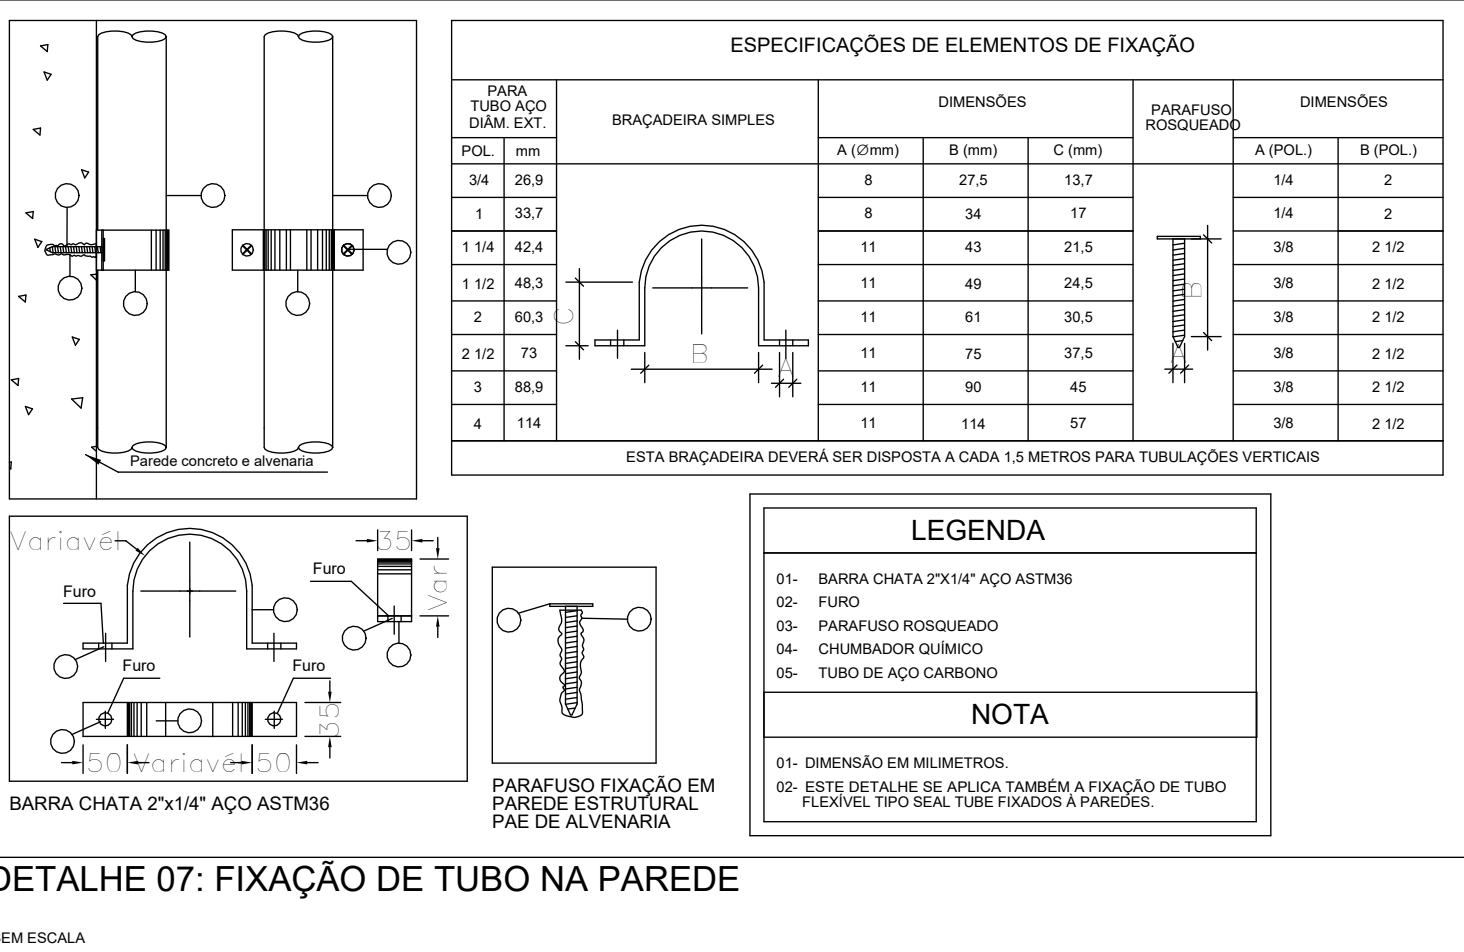 ESPECIFICAÇÕES DE ELEMENTOS DE FIXAÇÃO
PARA
TUBO AÇO
DIÂM. EXT.
BRAÇADEIRA SIMPLES
DIMENSÕES
PARAFUSO
ROSQUEADO
DIMENSÕES
POL. mm A (Ømm) B (mm) C (mm) A (POL.) B (POL.)
3/4 26,9 8 27,5 13,7 1/4 2
1 33,7 8 34 17 1/4 2
1 1/4 42,4 11 43 21,5 3/8 2 1/2
1 1/2 48,3 11 49 24,5 3/8 2 1/2
2 60,3 11 61 30,5 3/8 2 1/2
2 1/2 73 11 75 37,5 3/8 2 1/2
3 88,9 11 90 45 3/8 2 1/2
4 114 11 114 57 3/8 2 1/2
C
B
A
B
A
ESTA BRAÇADEIRA DEVERÁ SER DISPOSTA A CADA 1,5 METROS PARA TUBULAÇÕES VERTICAIS
Parede concreto e alvenaria
Variavél
35
Furo
Furo
Var
Furo
Furo
35
50 Variavél 50
BARRA CHATA 2"x1/4" AÇO ASTM36
PARAFUSO FIXAÇÃO EM
PAREDE ESTRUTURAL
PAE DE ALVENARIA
LEGENDA
01- BARRA CHATA 2"X1/4" AÇO ASTM36
02- FURO
03- PARAFUSO ROSQUEADO
04- CHUMBADOR QUÍMICO
05- TUBO DE AÇO CARBONO
NOTA
01- DIMENSÃO EM MILIMETROS.
02- ESTE DETALHE SE APLICA TAMBÉM A FIXAÇÃO DE TUBO
FLEXÍVEL TIPO SEAL TUBE FIXADOS À PAREDES.
DETALHE 07: FIXAÇÃO DE TUBO NA PAREDE
SEM ESCALA